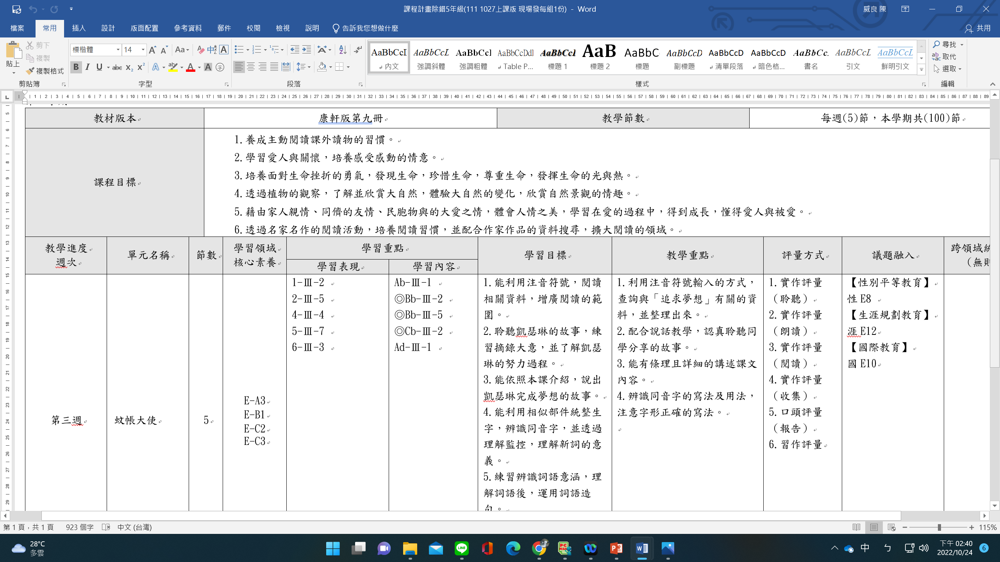 課程計畫除錯5年級(111 1027上課版 現場發每組1份) - Word
威良 陳
檔案 常用 插入 設計 版面配置 參考資料 郵件 校閱 檢視 說明 告訴我您想做什麼 共用
貼上
剪下
複製
複製格式
剪貼簿
標楷體 14
字型
段落
AaBbCcI AaBbCcL AaBbCcI AaBbCcDdI AaBbCcI AaB AaBbC AaBbCcD AaBbCcD AaBbCcD AaBbCc. AaBbCcL AaBbCcL
內文 強調斜體 強調粗體 Table P... 標題 1 標題 2 標題 副標題 清單段落 暗色格... 書名 引文 鮮明引文
樣式
尋找
取代
選取
編輯
教材版本 康軒版第九冊 教學節數 每週(5)節，本學期共(100)節
課程目標
1.養成主動閱讀課外讀物的習慣。
2.學習愛人與關懷，培養感受感動的情意。
3.培養面對生命挫折的勇氣，發現生命，珍惜生命，尊重生命，發揮生命的光與熱。
4.透過植物的觀察，了解並欣賞大自然，體驗大自然的變化，欣賞自然景觀的情趣。
5.藉由家人親情、同儕的友情、民胞物與的大愛之情，體會人情之美，學習在愛的過程中，得到成長，懂得愛人與被愛。
6.透過名家名作的閱讀活動，培養閱讀習慣，並配合作家作品的資料搜尋，擴大閱讀的領域。
教學進度
週次
單元名稱
節數
學習領域
核心素養
學習重點
學習表現
學習內容
學習目標
教學重點
評量方式
議題融入
跨領域統
（無則
第三週
蚊帳大使
5
E-A3
E-B1
E-C2
E-C3
1-Ⅲ-2
2-Ⅲ-5
4-Ⅲ-4
5-Ⅲ-7
6-Ⅲ-3
Ab-Ⅲ-1
◎Bb-Ⅲ-2
◎Bb-Ⅲ-5
◎Cb-Ⅲ-2
Ad-Ⅲ-1
1.能利用注音符號，閱讀
相關資料，增廣閱讀的範
圍。
2.聆聽凱瑟琳的故事，練
習摘錄大意，並了解凱瑟
琳的努力過程。
3.能依照本課介紹，說出
凱瑟琳完成夢想的故事。
4.能利用相似部件統整生
字，辨識同音字，並透過
理解監控，理解新詞的意
義。
5.練習辨識詞語意涵，理
解詞語後，運用詞語造
句。
1.利用注音符號輸入的方式，
查詢與「追求夢想」有關的資
料，並整理出來。
2.配合說話教學，認真聆聽同
學分享的故事。
3.能有條理且詳細的講述課文
內容。
4.辨識同音字的寫法及用法，
注意字形正確的寫法。
1.實作評量
（聆聽）
2.實作評量
（朗讀）
3.實作評量
（閱讀）
4.實作評量
（收集）
5.口頭評量
（報告）
6.習作評量
【性別平等教育】
性 E8
【生涯規劃教育】
涯 E12
【國際教育】
國 E10
第 1 頁，共 1 頁 923 個字 中文 (台灣) 115%
28°C
多雲
中 ㄅ
下午 02:40
2022/10/24
6